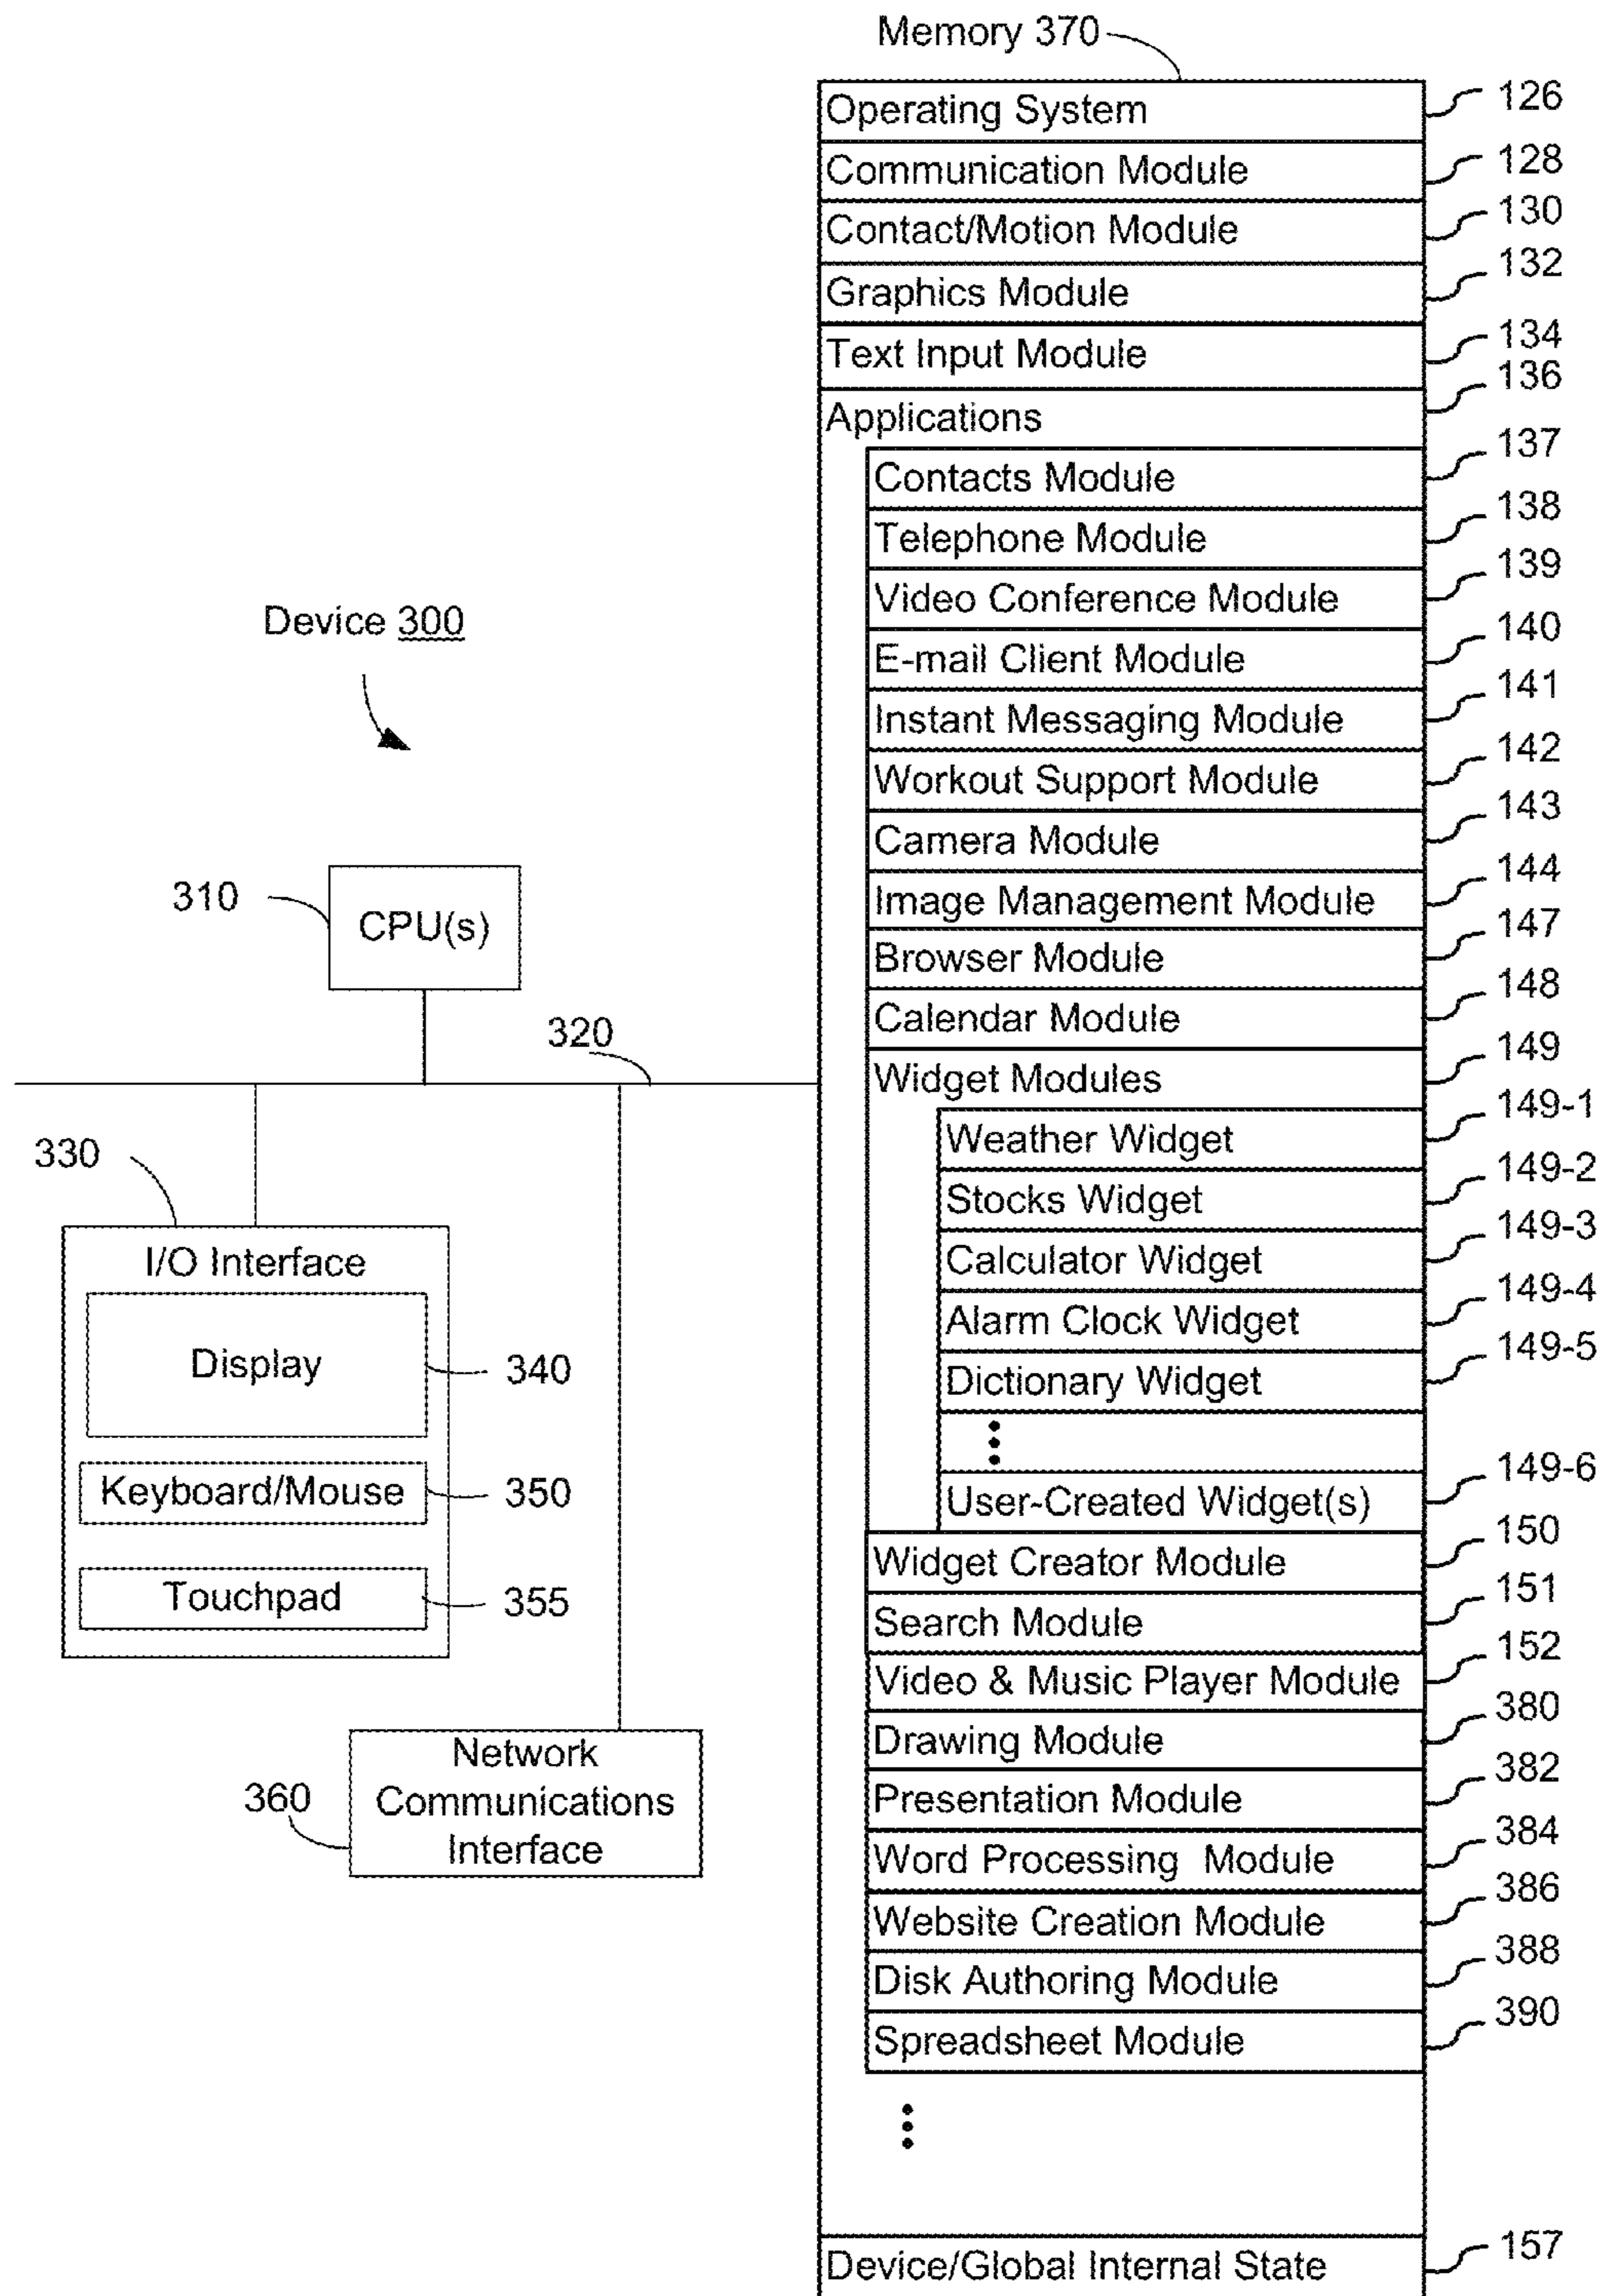 Memory 370
Operating System 126
Communication Module 128
Contact/Motion Module 130
Graphics Module 132
Text Input Module 134
Applications 136
Contacts Module 137
Telephone Module 138
Video Conference Module 139
E-mail Client Module 140
Instant Messaging Module 141
Workout Support Module 142
Camera Module 143
Image Management Module 144
Browser Module 147
Calendar Module 148
Widget Modules 149
Weather Widget 149-1
Stocks Widget 149-2
Calculator Widget 149-3
Alarm Clock Widget 149-4
Dictionary Widget 149-5
User-Created Widget(s) 149-6
Widget Creator Module 150
Search Module 151
Video & Music Player Module 152
Drawing Module 380
Presentation Module 382
Word Processing Module 384
Website Creation Module 386
Disk Authoring Module 388
Spreadsheet Module 390
Device/Global Internal State 157
Device 300
310
CPU(s)
320
330
I/O Interface
Display 340
Keyboard/Mouse 350
Touchpad 355
360
Network
Communications
Interface